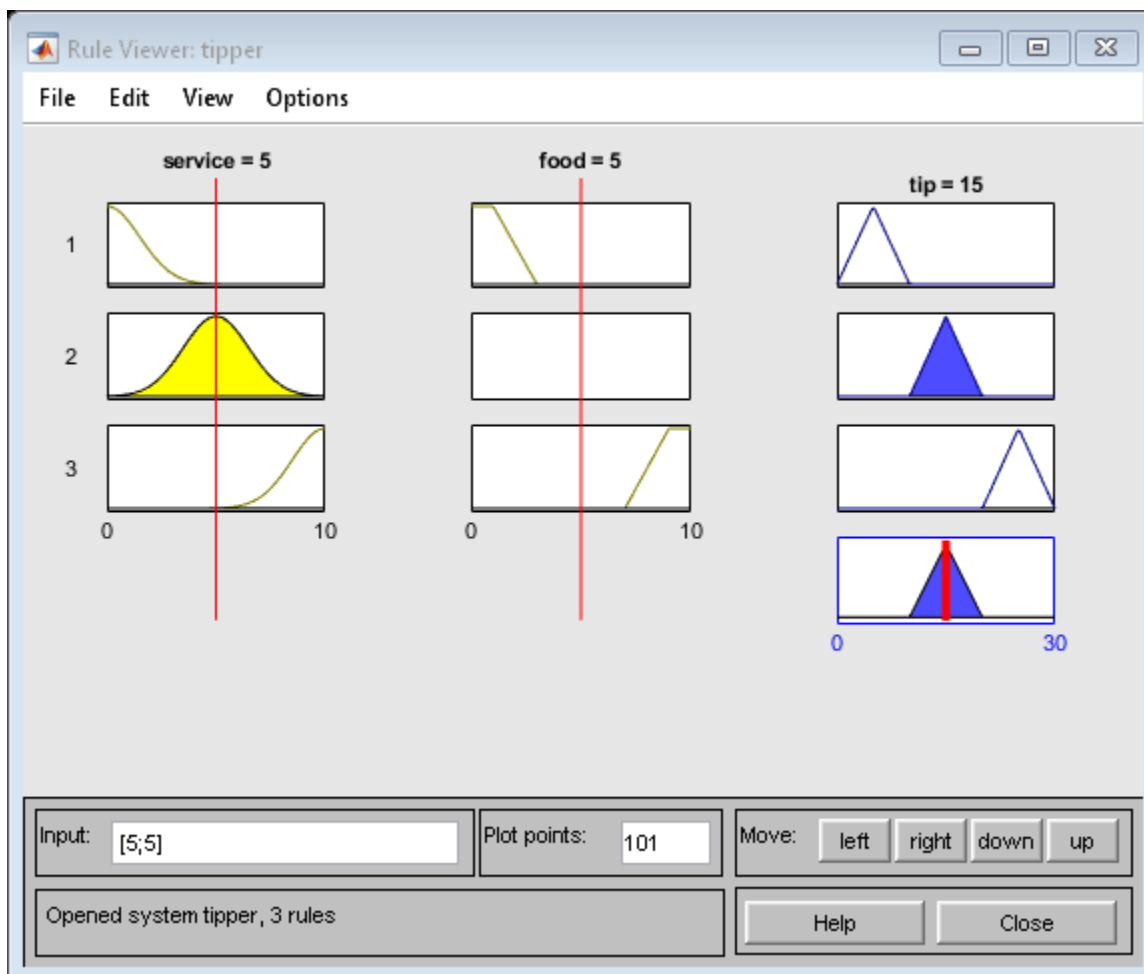 Rule Viewer: tipper
File Edit View Options
service = 5
food = 5
tip = 15
1
2
3
0 10
0 10
0 30
Input: [5;5]
Plot points: 101
Move: left right down up
Opened system tipper, 3 rules
Help Close